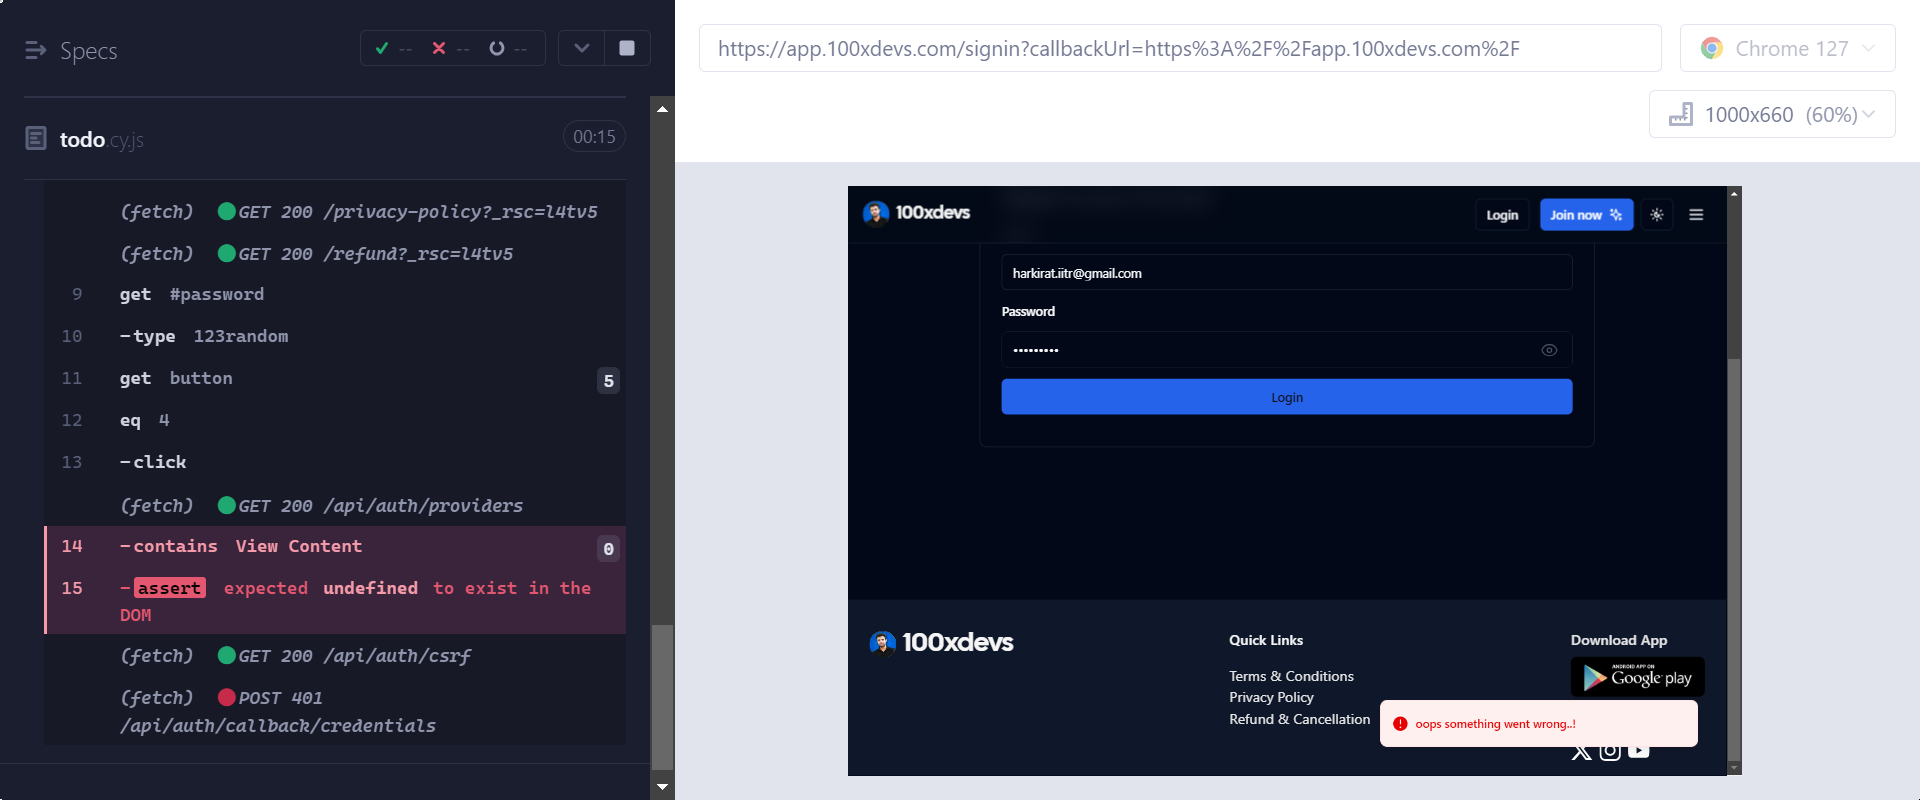 Specs
--
--
--
todo.cy.js
00:15
(fetch) GET 200 /privacy-policy?_rsc=l4tv5
(fetch) GET 200 /refund?_rsc=l4tv5
9 get #password
10 -type 123random
11 get button 5
12 eq 4
13 -click
(fetch) GET 200 /api/auth/providers
14 -contains View Content 0
15 -assert expected undefined to exist in the
DOM
(fetch) GET 200 /api/auth/csrf
(fetch) POST 401
/api/auth/callback/credentials
https://app.100xdevs.com/signin?callbackUrl=https%3A%2F%2Fapp.100xdevs.com%2F
Chrome 127
1000x660 (60%)
100xdevs
Login
Join now
harkirat.iitr@gmail.com
Password
•••••••••
Login
100xdevs
Quick Links
Terms & Conditions
Privacy Policy
Refund & Cancellation
Download App
ANDROID APP ON
Google play
oops something went wrong..!